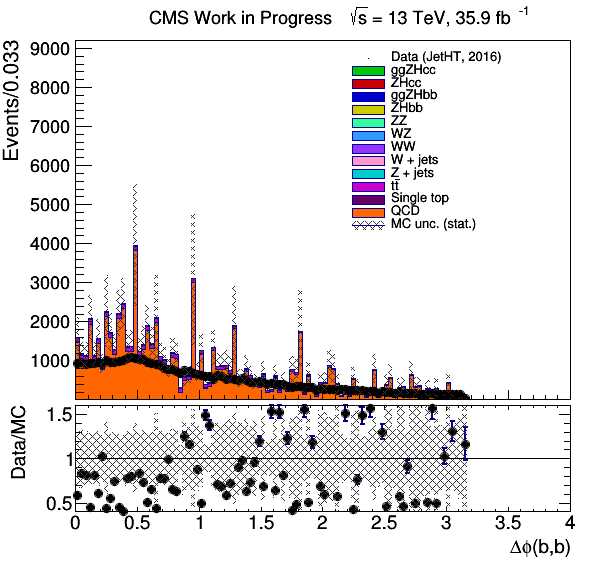 CMS Work in Progress √s = 13 TeV, 35.9 fb -1
Events/0.033
9000
8000
7000
6000
5000
4000
3000
2000
1000
Data (JetHT, 2016)
ggZHcc
ZHcc
ggZHbb
ZHbb
ZZ
WZ
WW
W + jets
Z + jets
tt̄
Single top
QCD
MC unc. (stat.)
Data/MC
1.5
1
0.5
0 0.5 1 1.5 2 2.5 3 3.5 4
Δϕ(b,b)